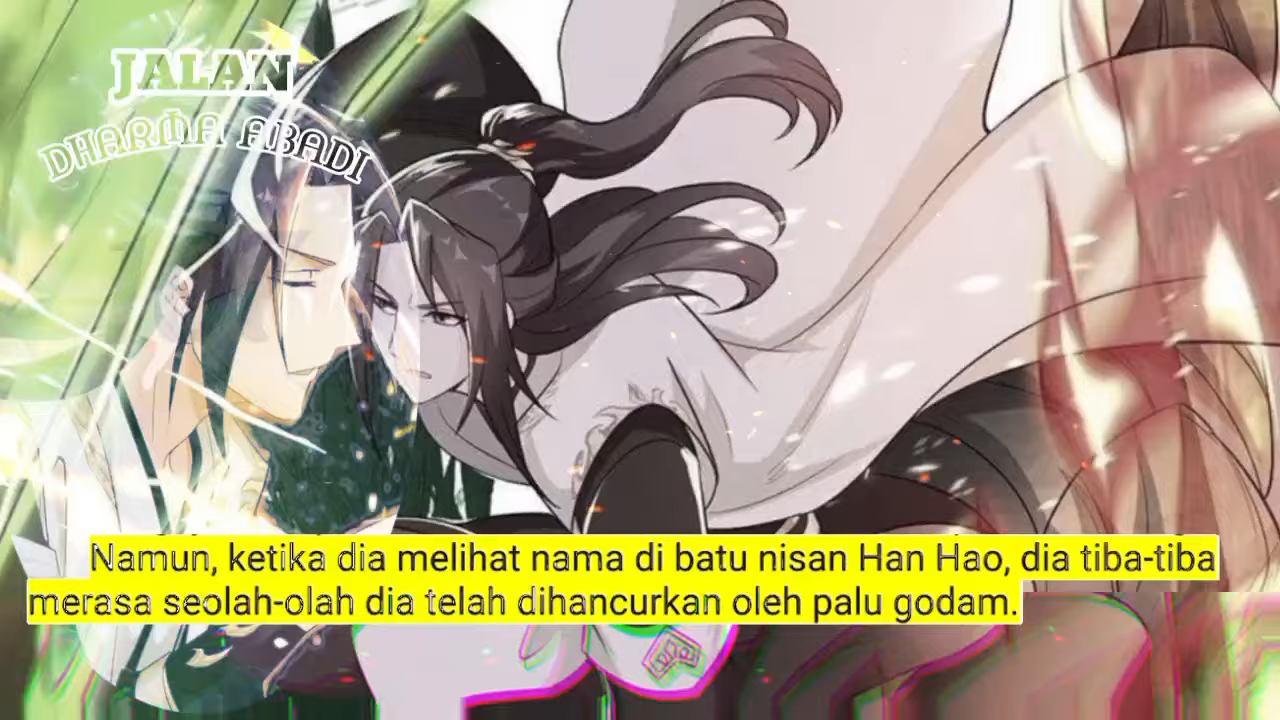 JALAN
DHARMA ABADI
Namun, ketika dia melihat nama di batu nisan Han Hao, dia tiba-tiba
merasa seolah-olah dia telah dihancurkan oleh palu godam.